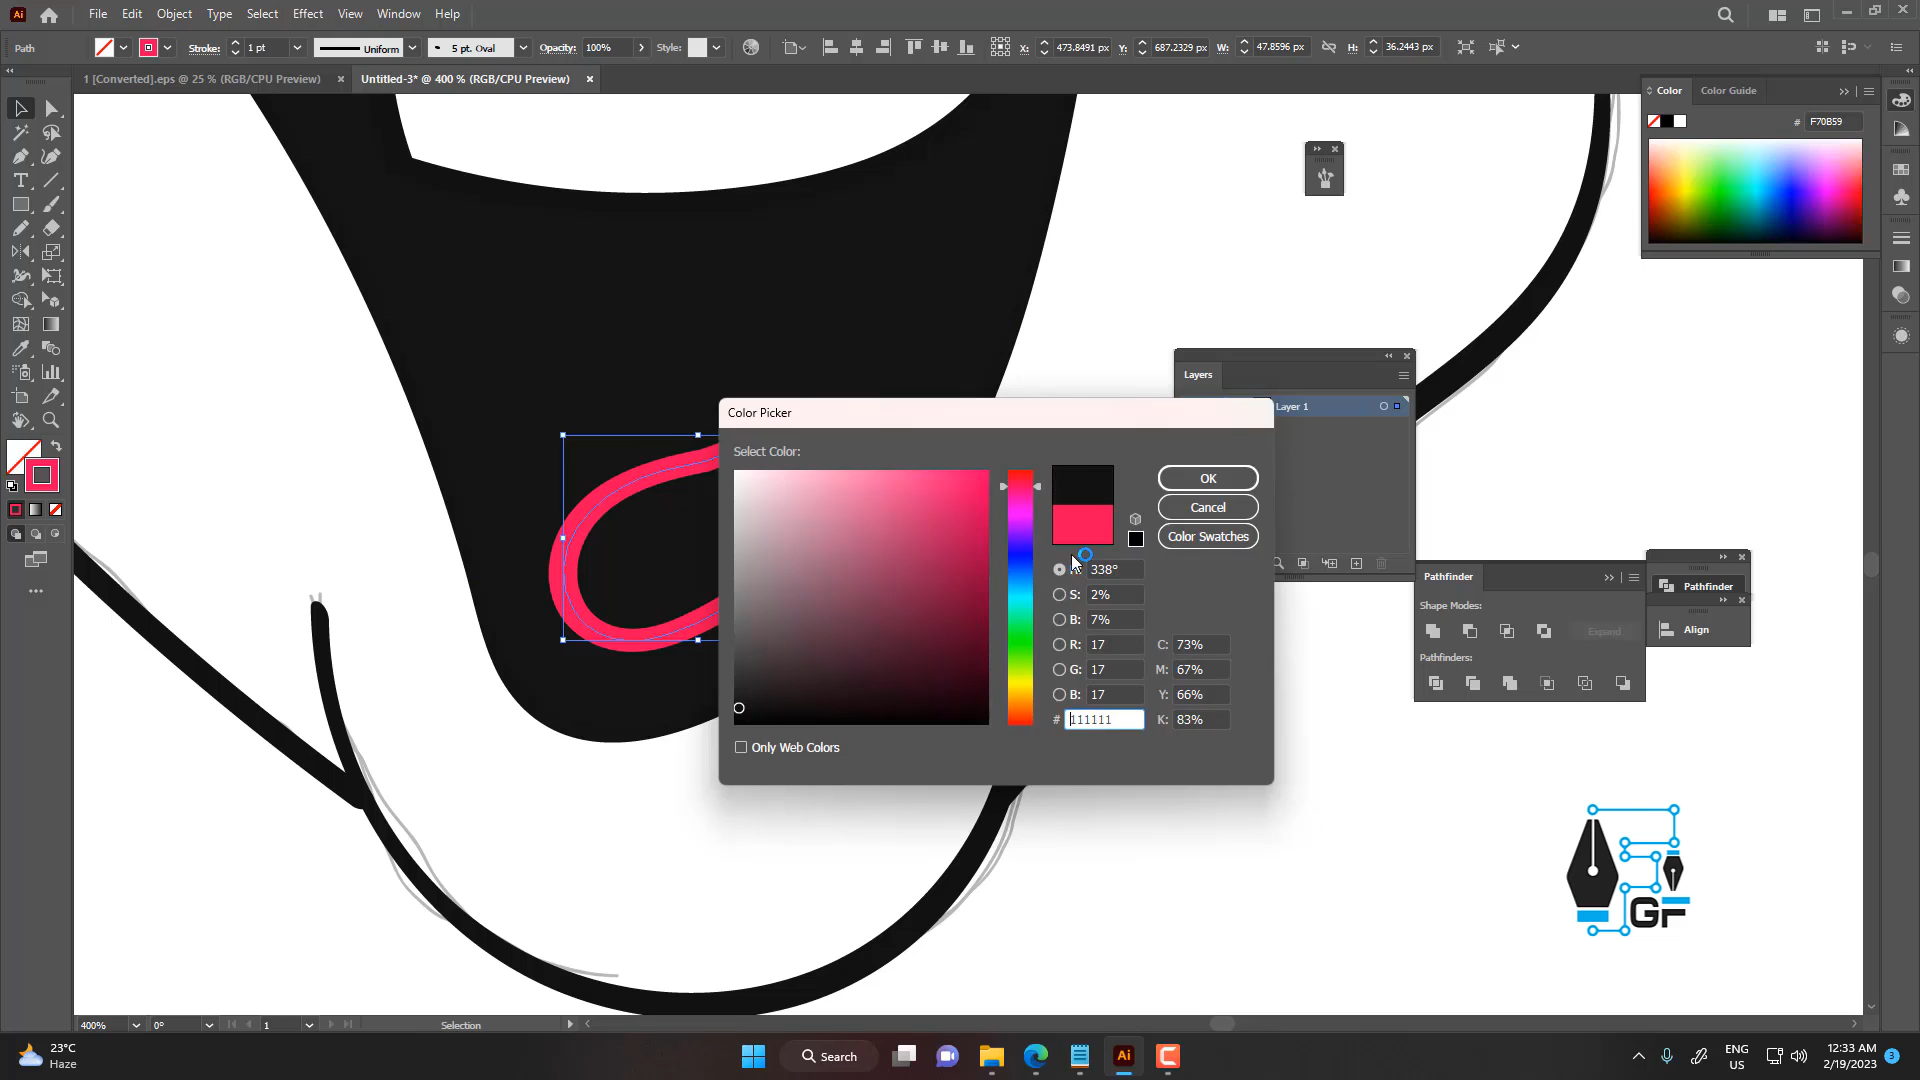 Ai File Edit Object Type Select Effect View Window Help
Path Stroke: 1 pt Uniform 5 pt. Oval Opacity: 100% Style: X: 473.8491 px Y: 687.2329 px W: 47.8596 px H: 36.2443 px
1 [Converted].eps @ 25 % (RGB/CPU Preview) Untitled-3* @ 400 % (RGB/CPU Preview)
Color Color Guide
# F70B59
Layers
Layer 1
Color Picker
Select Color:
OK
Cancel
Color Swatches
338°
S: 2%
B: 7%
R: 17 C: 73%
G: 17 M: 67%
B: 17 Y: 66%
# 111111 K: 83%
Only Web Colors
Pathfinder
Shape Modes:
Expand
Pathfinders:
Pathfinder
Align
GF
400% 0° 1 Selection
23°C
Haze
Search
Ai
ENG
US
12:33 AM
2/19/2023
3